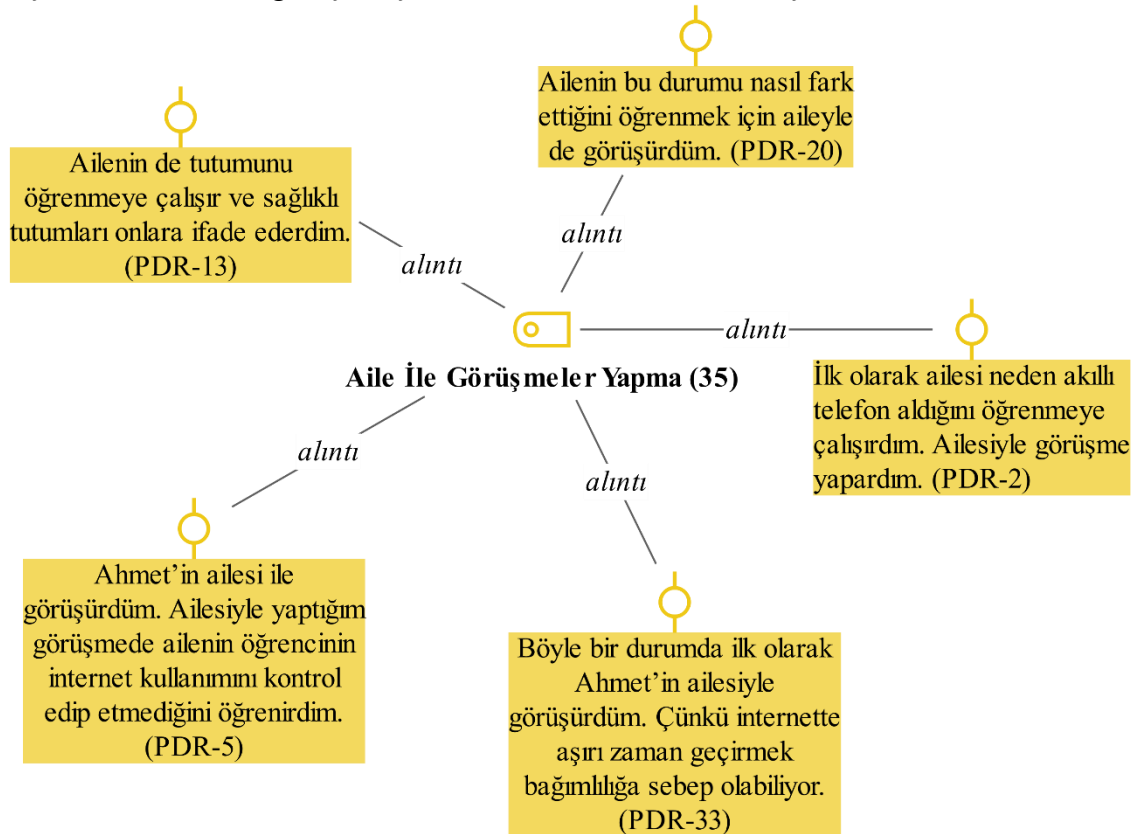 Ailenin bu durumu nasıl fark
ettiğini öğrenmek için aileyle
de görüşürdüm. (PDR-20)
Ailenin de tutumunu
öğrenmeye çalışır ve sağlıklı
tutumları onlara ifade ederdim.
(PDR-13)
alıntı
alıntı
alıntı
Aile İle Görüşmeler Yapma (35)
İlk olarak ailesi neden akıllı
telefon aldığını öğrenmeye
çalışırdım. Ailesiyle görüşme
yapardım. (PDR-2)
alıntı
alıntı
Ahmet’in ailesi ile
görüşürdüm. Ailesiyle yaptığım
görüşmede ailenin öğrencinin
internet kullanımını kontrol
edip etmediğini öğrenirdim.
(PDR-5)
Böyle bir durumda ilk olarak
Ahmet’in ailesiyle
görüşürdüm. Çünkü internette
aşırı zaman geçirmek
bağımlılığa sebep olabiliyor.
(PDR-33)